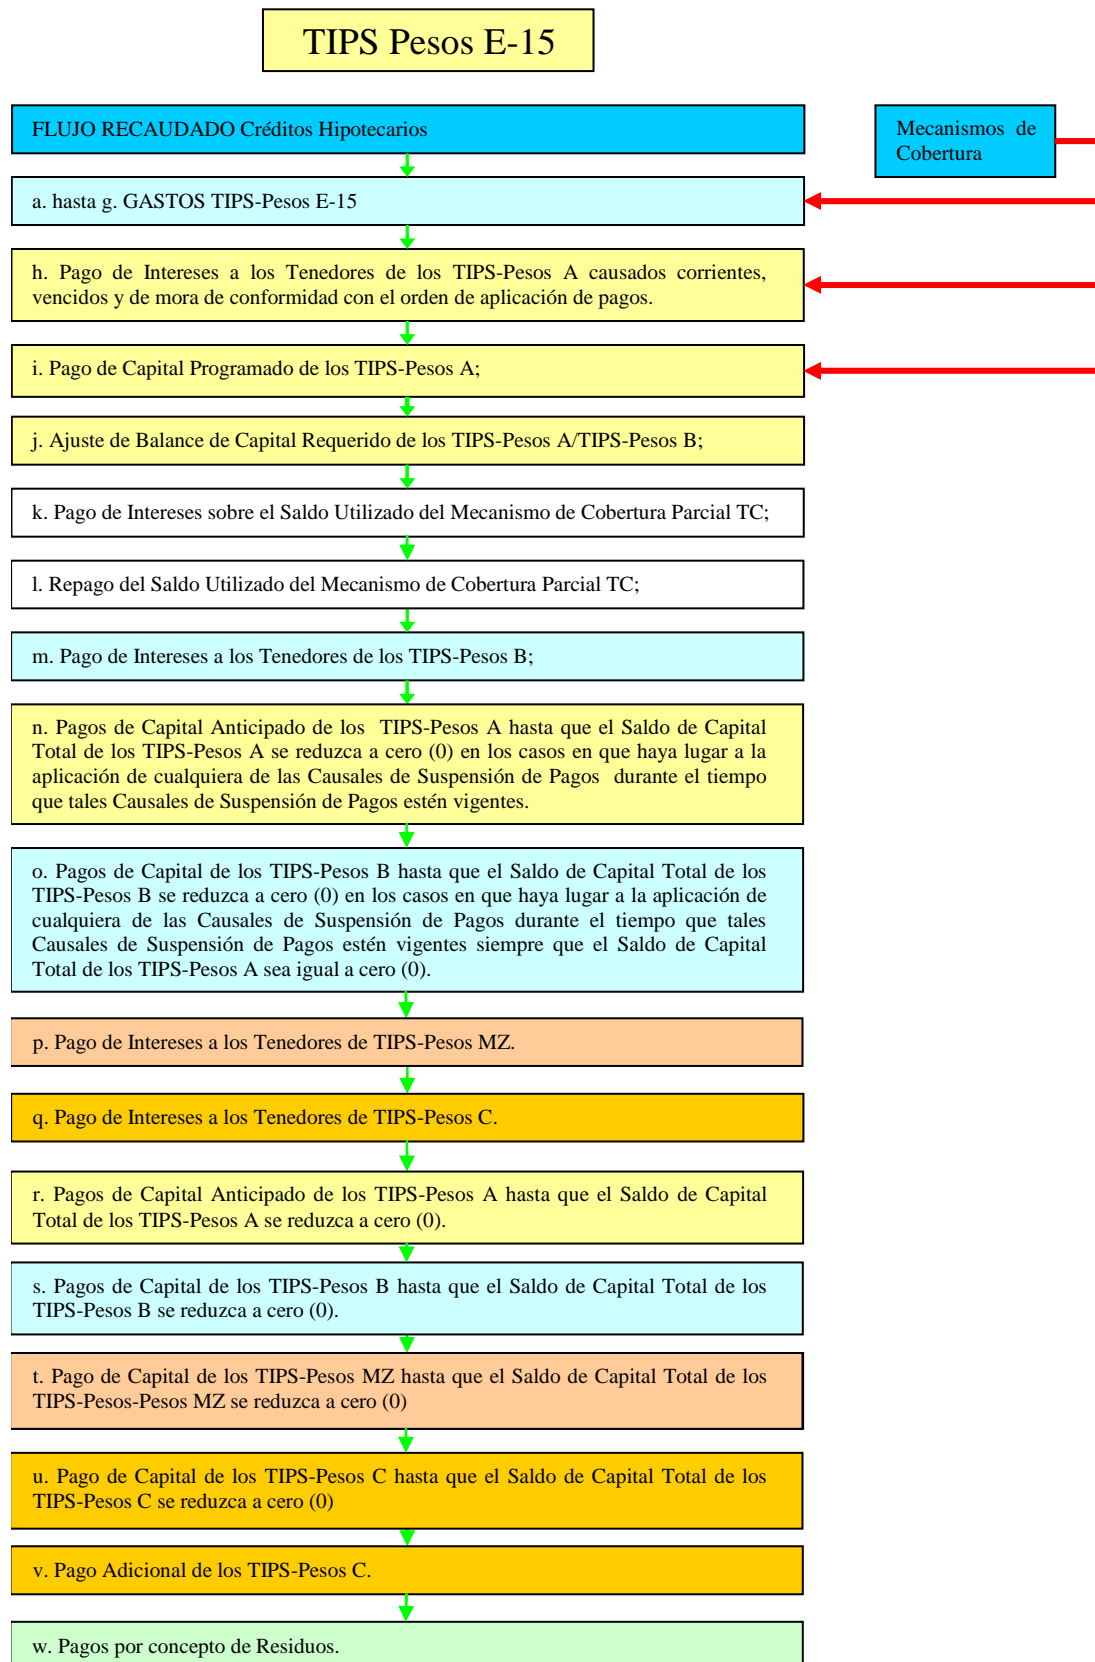 TIPS Pesos E-15
FLUJO RECAUDADO Créditos Hipotecarios
Mecanismos de
Cobertura
a. hasta g. GASTOS TIPS-Pesos E-15
h. Pago de Intereses a los Tenedores de los TIPS-Pesos A causados corrientes,
vencidos y de mora de conformidad con el orden de aplicación de pagos.
i. Pago de Capital Programado de los TIPS-Pesos A;
j. Ajuste de Balance de Capital Requerido de los TIPS-Pesos A/TIPS-Pesos B;
k. Pago de Intereses sobre el Saldo Utilizado del Mecanismo de Cobertura Parcial TC;
l. Repago del Saldo Utilizado del Mecanismo de Cobertura Parcial TC;
m. Pago de Intereses a los Tenedores de los TIPS-Pesos B;
n. Pagos de Capital Anticipado de los TIPS-Pesos A hasta que el Saldo de Capital
Total de los TIPS-Pesos A se reduzca a cero (0) en los casos en que haya lugar a la
aplicación de cualquiera de las Causales de Suspensión de Pagos durante el tiempo
que tales Causales de Suspensión de Pagos estén vigentes.
o. Pagos de Capital de los TIPS-Pesos B hasta que el Saldo de Capital Total de los
TIPS-Pesos B se reduzca a cero (0) en los casos en que haya lugar a la aplicación de
cualquiera de las Causales de Suspensión de Pagos durante el tiempo que tales
Causales de Suspensión de Pagos estén vigentes siempre que el Saldo de Capital
Total de los TIPS-Pesos A sea igual a cero (0).
p. Pago de Intereses a los Tenedores de TIPS-Pesos MZ.
q. Pago de Intereses a los Tenedores de TIPS-Pesos C.
r. Pagos de Capital Anticipado de los TIPS-Pesos A hasta que el Saldo de Capital
Total de los TIPS-Pesos A se reduzca a cero (0).
s. Pagos de Capital de los TIPS-Pesos B hasta que el Saldo de Capital Total de los
TIPS-Pesos B se reduzca a cero (0).
t. Pago de Capital de los TIPS-Pesos MZ hasta que el Saldo de Capital Total de los
TIPS-Pesos-Pesos MZ se reduzca a cero (0)
u. Pago de Capital de los TIPS-Pesos C hasta que el Saldo de Capital Total de los
TIPS-Pesos C se reduzca a cero (0)
v. Pago Adicional de los TIPS-Pesos C.
w. Pagos por concepto de Residuos.